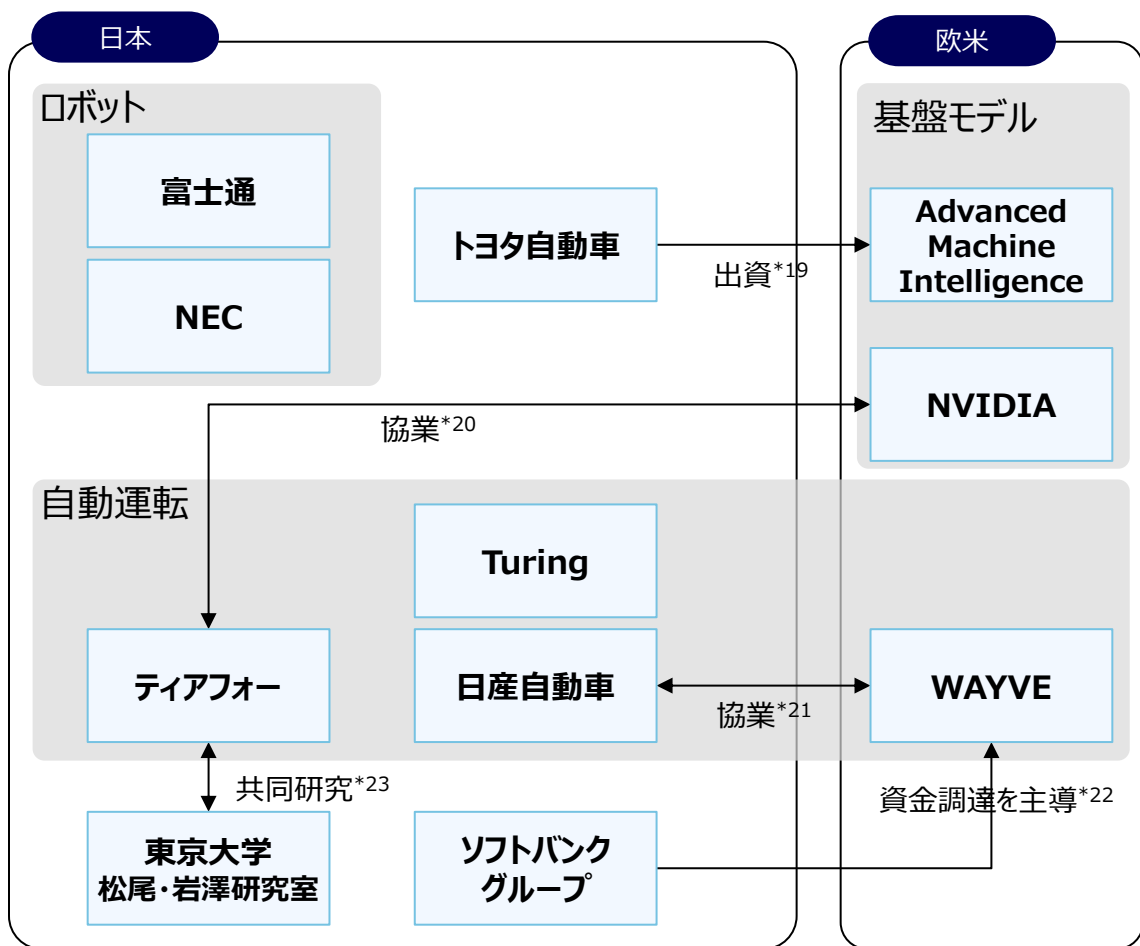 日本
欧米
ロボット
富士通
NEC
トヨタ自動車
出資*19
基盤モデル
Advanced
Machine
Intelligence
NVIDIA
協業*20
自動運転
Turing
ティアフォー
日産自動車
協業*21
WAYVE
共同研究*23
資金調達を主導*22
東京大学
松尾・岩澤研究室
ソフトバンク
グループ